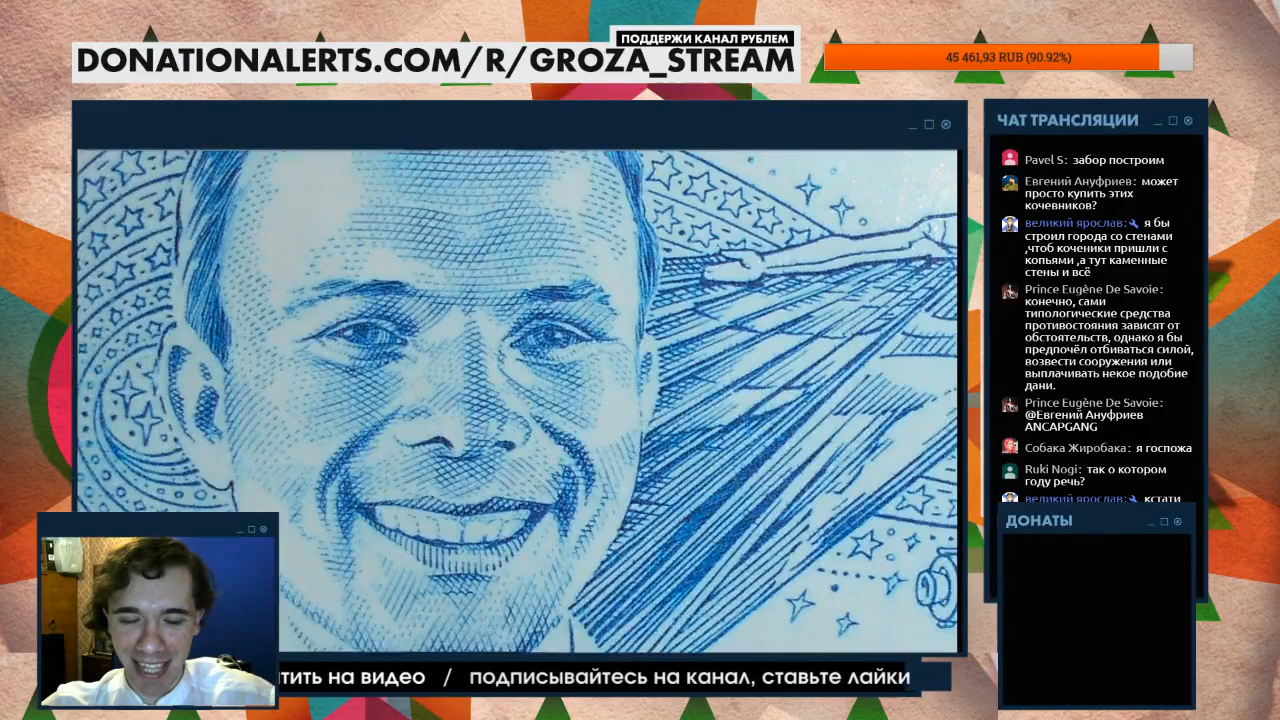 ПОДДЕРЖИ КАНАЛ РУБЛЕМ
DONATIONALERTS.COM/R/GROZA_STREAM
45 461,93 RUB (90.92%)
ЧАТ ТРАНСЛЯЦИИ
Pavel S: забор построим
Евгений Ануфриев: может
просто купить этих
кочевников?
великий ярослав: я бы
строил города со стенами
,чтоб коченики пришли с
копьями ,а тут каменные
стены и всё
Prince Eugène De Savoie:
конечно, сами
типологические средства
противостояния зависят от
обстоятельств, однако я бы
предпочёл отбиваться силой,
возвести сооружения или
выплачивать некое подобие
дани.
Prince Eugène De Savoie:
@Евгений Ануфриев
ANCAPGANG
Собака Жиробака: я госпожа
Ruki Nogi: так о котором
году речь?
великий ярослав: кстати
ДОНАТЫ
тить на видео / подписывайтесь на канал, ставьте лайки